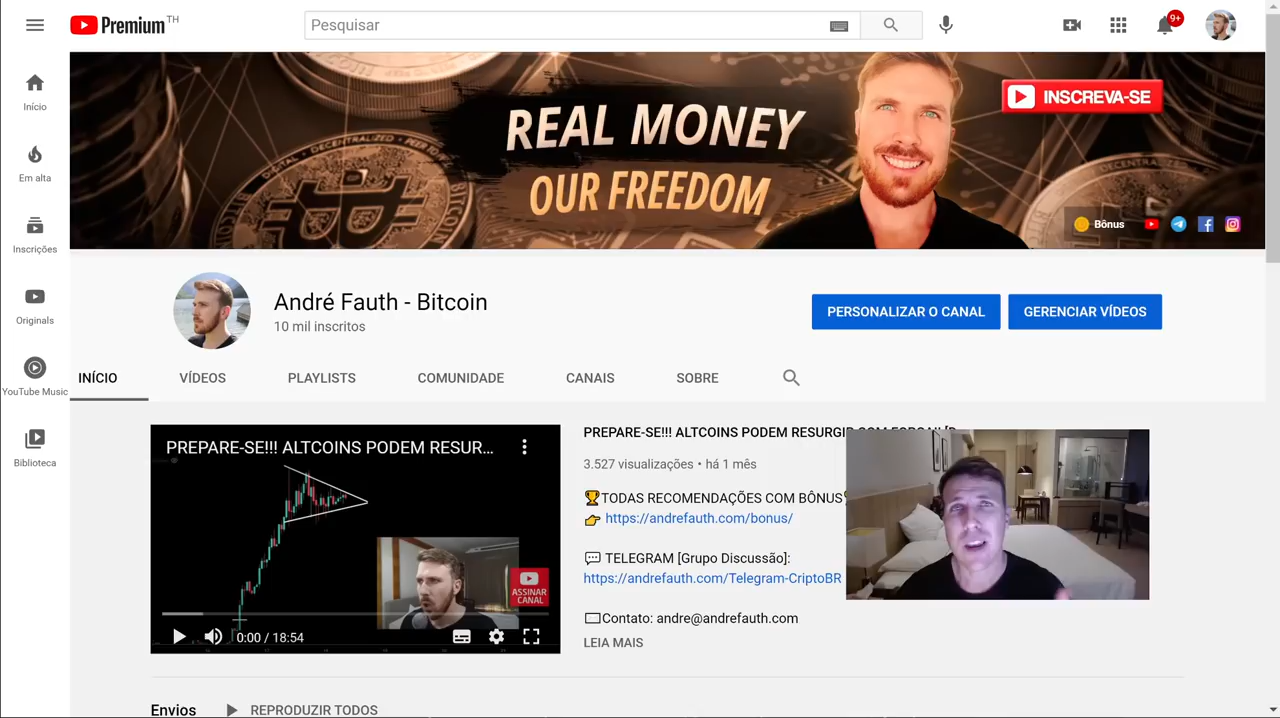 Premium TH
Pesquisar
9+
Início
Em alta
Inscrições
Originals
YouTube Music
Biblioteca
REAL MONEY
OUR FREEDOM
INSCREVA-SE
Bônus
André Fauth - Bitcoin
10 mil inscritos
PERSONALIZAR O CANAL
GERENCIAR VÍDEOS
INÍCIO
VÍDEOS
PLAYLISTS
COMUNIDADE
CANAIS
SOBRE
PREPARE-SE!!! ALTCOINS PODEM RESUR...
ASSINAR
CANAL
0:00 / 18:54
PREPARE-SE!!! ALTCOINS PODEM RESURGIR
3.527 visualizações • há 1 mês
🏆TODAS RECOMENDAÇÕES COM BÔNUS
👉 https://andrefauth.com/bonus/
💬 TELEGRAM [Grupo Discussão]:
https://andrefauth.com/Telegram-CriptoBR
Contato: andre@andrefauth.com
LEIA MAIS
Envios
REPRODUZIR TODOS